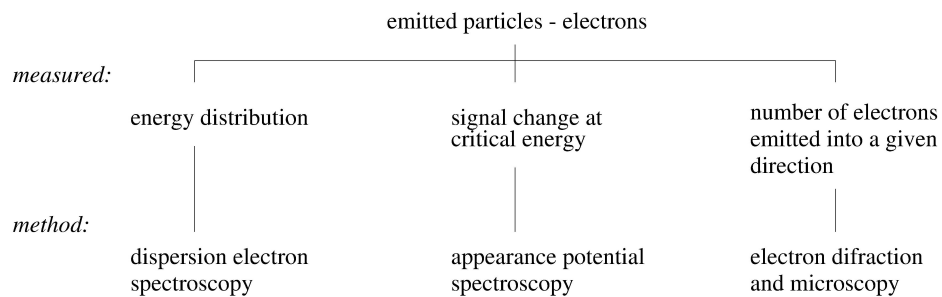 emitted particles - electrons
measured:
energy distribution
signal change at
critical energy
number of electrons
emitted into a given
direction
method:
dispersion electron
spectroscopy
appearance potential
spectroscopy
electron difraction
and microscopy